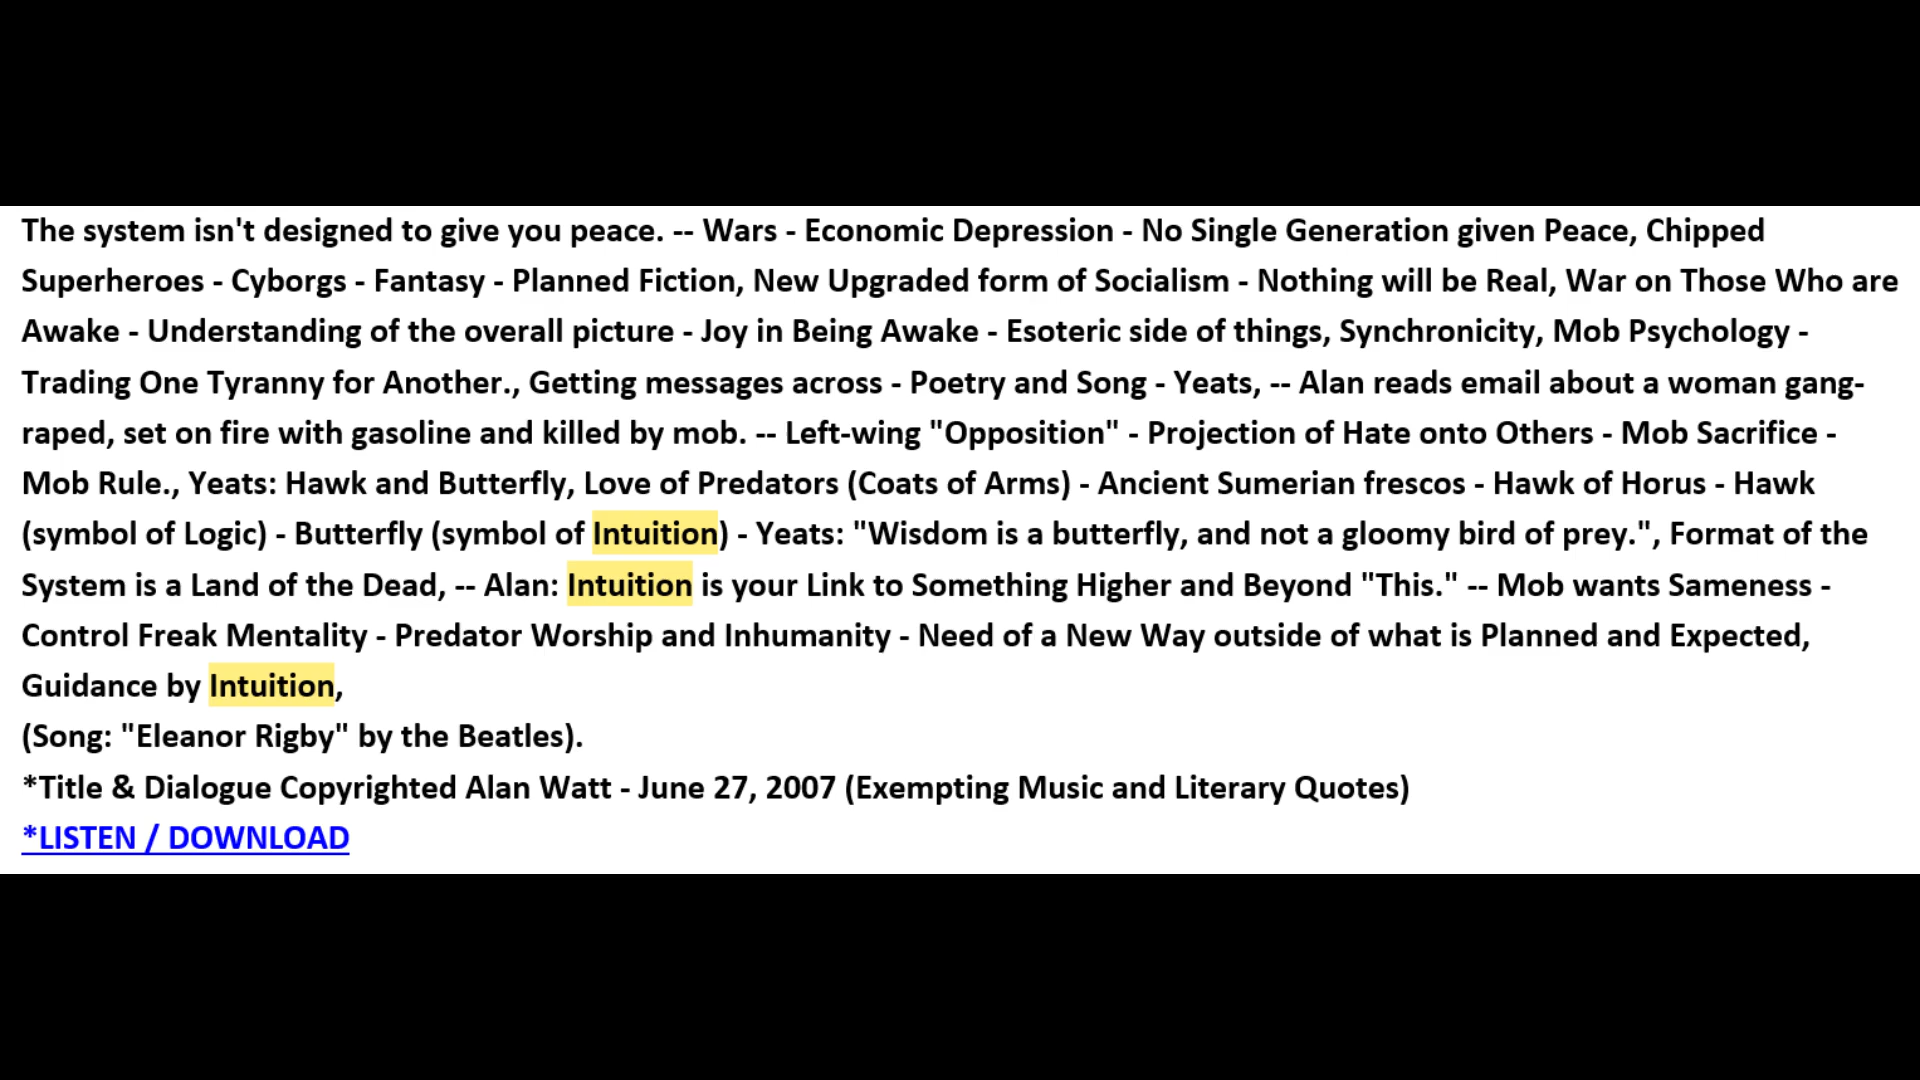 The system isn't designed to give you peace. -- Wars - Economic Depression - No Single Generation given Peace, Chipped
Superheroes - Cyborgs - Fantasy - Planned Fiction, New Upgraded form of Socialism - Nothing will be Real, War on Those Who are
Awake - Understanding of the overall picture - Joy in Being Awake - Esoteric side of things, Synchronicity, Mob Psychology -
Trading One Tyranny for Another., Getting messages across - Poetry and Song - Yeats, -- Alan reads email about a woman gang-
raped, set on fire with gasoline and killed by mob. -- Left-wing "Opposition" - Projection of Hate onto Others - Mob Sacrifice -
Mob Rule., Yeats: Hawk and Butterfly, Love of Predators (Coats of Arms) - Ancient Sumerian frescos - Hawk of Horus - Hawk
(symbol of Logic) - Butterfly (symbol of Intuition) - Yeats: "Wisdom is a butterfly, and not a gloomy bird of prey.", Format of the
System is a Land of the Dead, -- Alan: Intuition is your Link to Something Higher and Beyond "This." -- Mob wants Sameness -
Control Freak Mentality - Predator Worship and Inhumanity - Need of a New Way outside of what is Planned and Expected,
Guidance by Intuition,
(Song: "Eleanor Rigby" by the Beatles).
*Title & Dialogue Copyrighted Alan Watt - June 27, 2007 (Exempting Music and Literary Quotes)
*LISTEN / DOWNLOAD